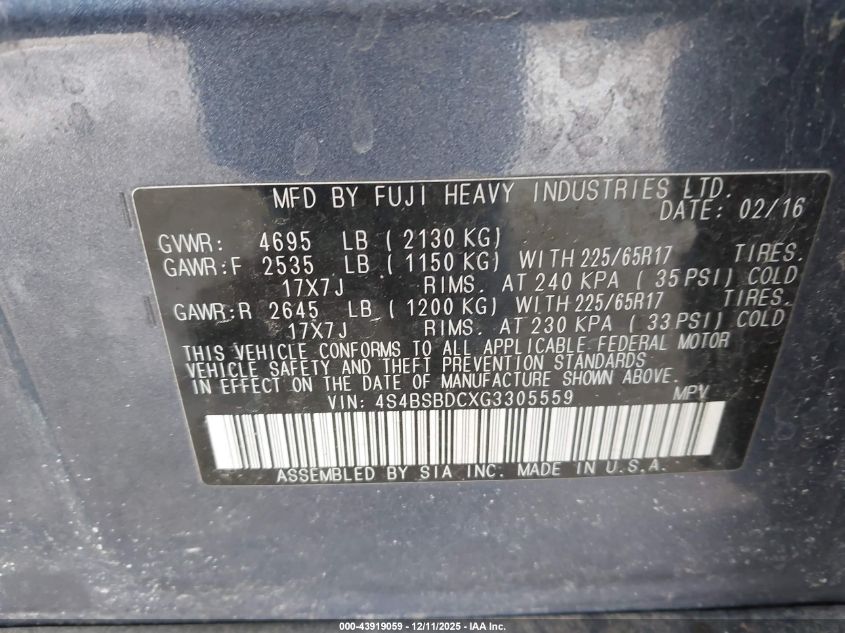 MFD BY FUJI HEAVY INDUSTRIES LTD.
DATE: 02/16
GVWR: 4695 LB ( 2130 KG)
GAWR:F 2535 LB ( 1150 KG) WITH 225/65R17 TIRES.
17X7J RIMS. AT 240 KPA ( 35 PSI) COLD
GAWR:R 2645 LB ( 1200 KG) WITH 225/65R17 TIRES.
17X7J RIMS. AT 230 KPA ( 33 PSI) COLD
THIS VEHICLE CONFORMS TO ALL APPLICABLE FEDERAL MOTOR
VEHICLE SAFETY AND THEFT PREVENTION STANDARDS
IN EFFECT ON THE DATE OF MANUFACTURE SHOWN ABOVE.
VIN: 4S4BSBDCXG3305559 MPV
ASSEMBLED BY SIA INC. MADE IN U.S.A.
000-43919059 - 12/11/2025 - IAA Inc.